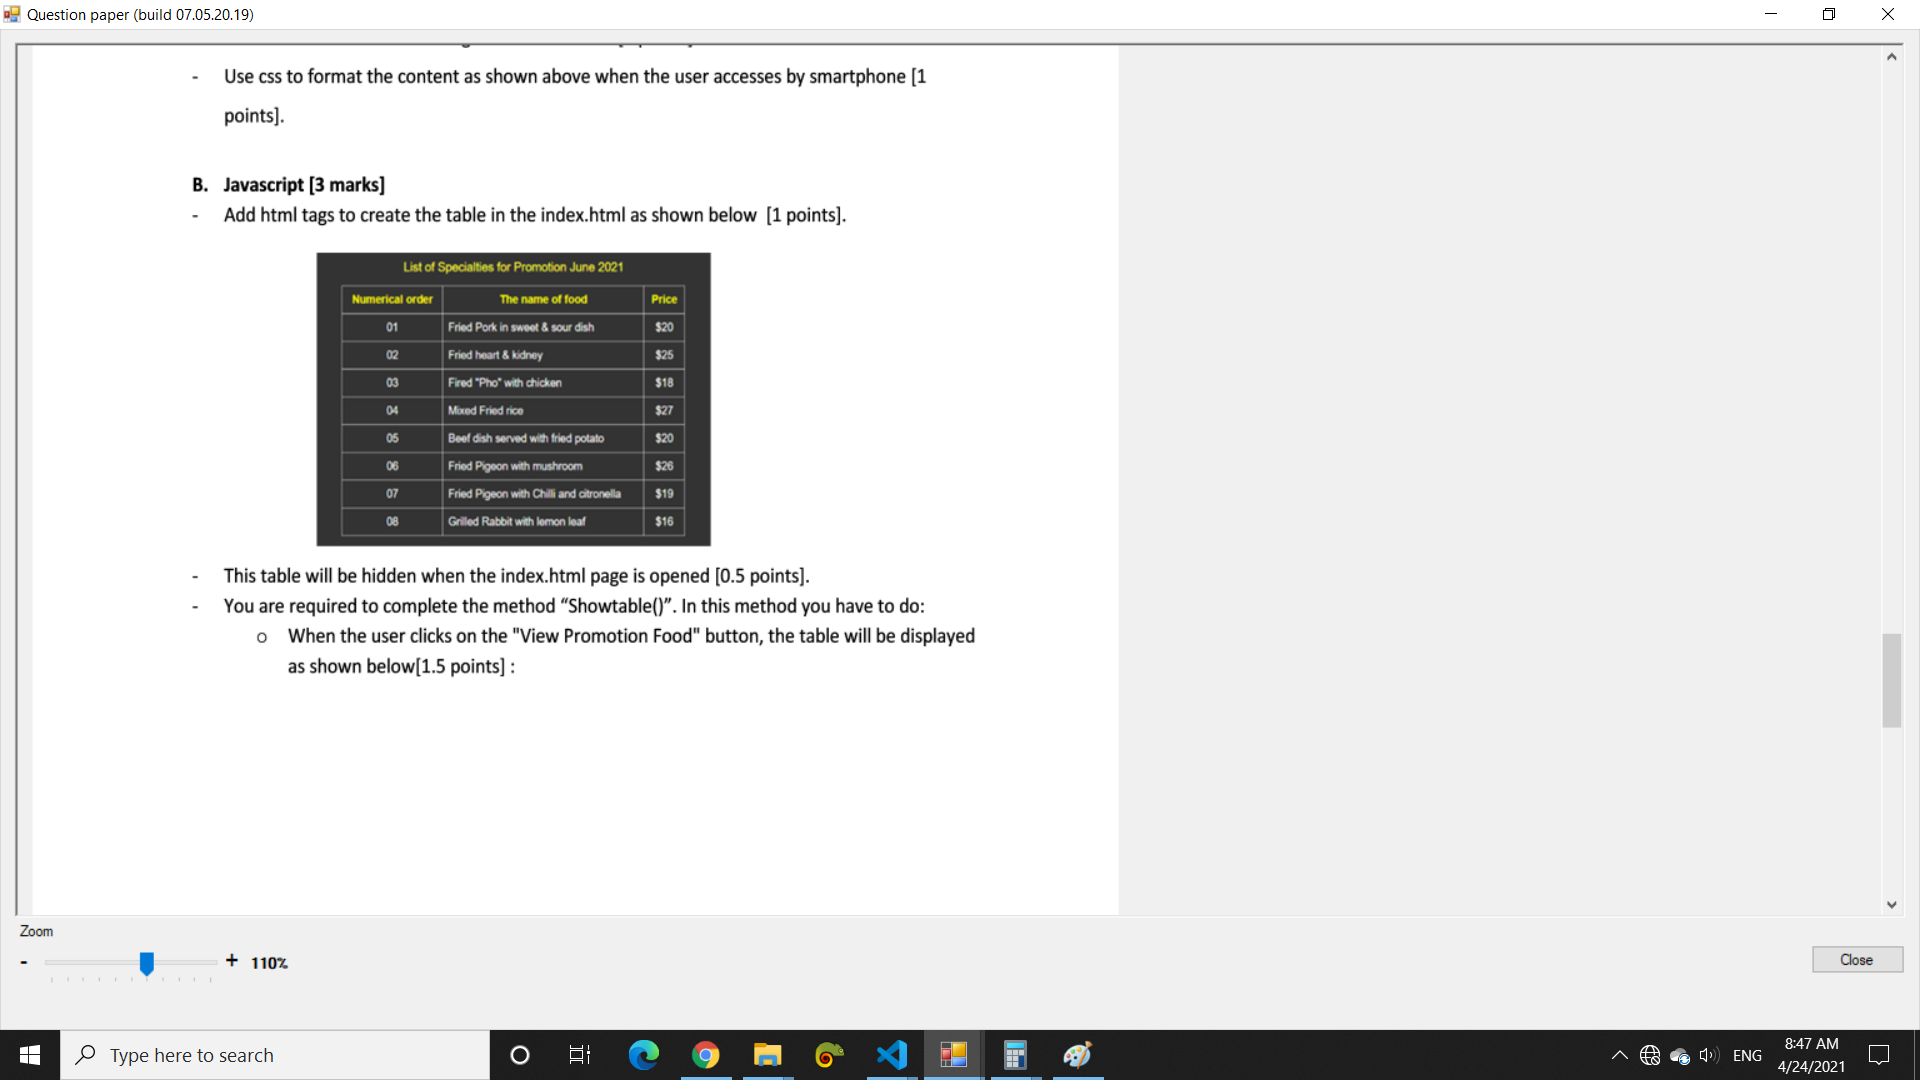 Question paper (build 07.05.20.19)
- Use css to format the content as shown above when the user accesses by smartphone [1
points].
B. Javascript [3 marks]
- Add html tags to create the table in the index.html as shown below [1 points].
List of Specialties for Promotion June 2021
Numerical order The name of food Price
01 Fried Pork in sweet & sour dish $20
02 Fried heart & kidney $25
03 Fired "Pho" with chicken $18
04 Mixed Fried rice $27
05 Beef dish served with fried potato $20
06 Fried Pigeon with mushroom $26
07 Fried Pigeon with Chilli and citronella $19
08 Grilled Rabbit with lemon leaf $16
- This table will be hidden when the index.html page is opened [0.5 points].
- You are required to complete the method “Showtable()”. In this method you have to do:
o When the user clicks on the "View Promotion Food" button, the table will be displayed
as shown below[1.5 points] :
Zoom
- + 110%
Close
Type here to search
ENG
8:47 AM
4/24/2021